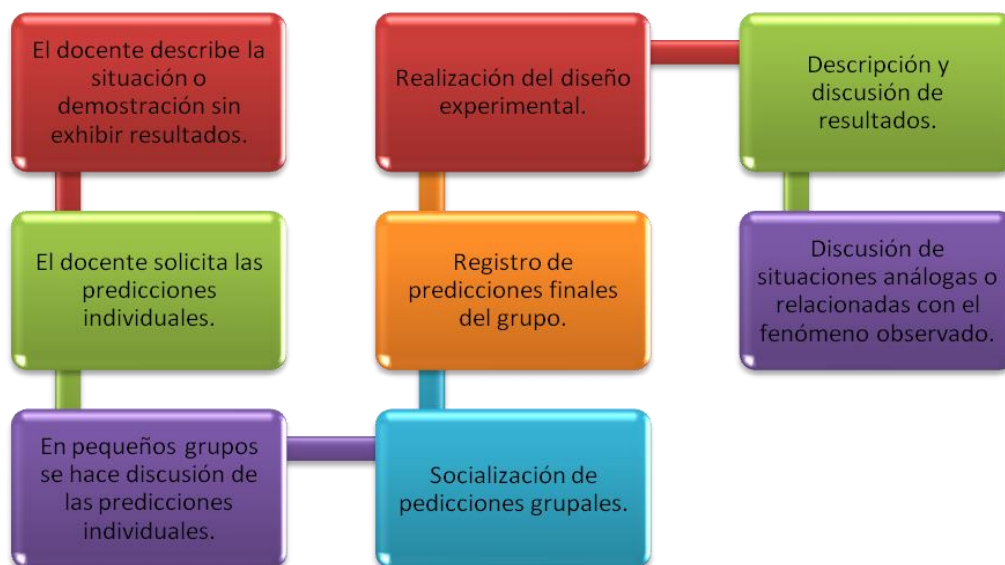 El docente describe la
situación o
demostración sin
exhibir resultados.
El docente solicita las
predicciones
individuales.
En pequeños grupos
se hace discusión de
las predicciones
individuales.
Socialización de
pedicciones grupales.
Registro de
predicciones finales
del grupo.
Realización del diseño
experimental.
Descripción y
discusión de
resultados.
Discusión de
situaciones análogas o
relacionadas con el
fenómeno observado.